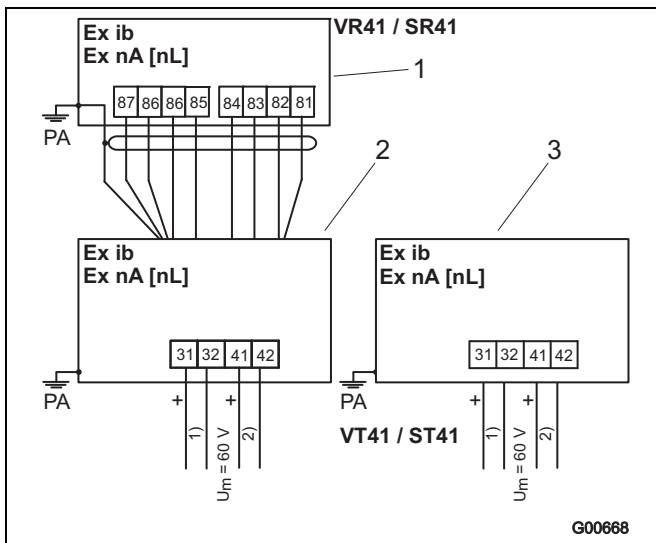 Ex ib
Ex nA [nL]
VR41 / SR41
1
87 86 86 85 84 83 82 81
PA
2
3
Ex ib
Ex nA [nL]
31 32 41 42
PA
+ +
1) Um = 60 V 2)
Ex ib
Ex nA [nL]
31 32 41 42
PA
+ +
VT41 / ST41
1) Um = 60 V 2)
G00668